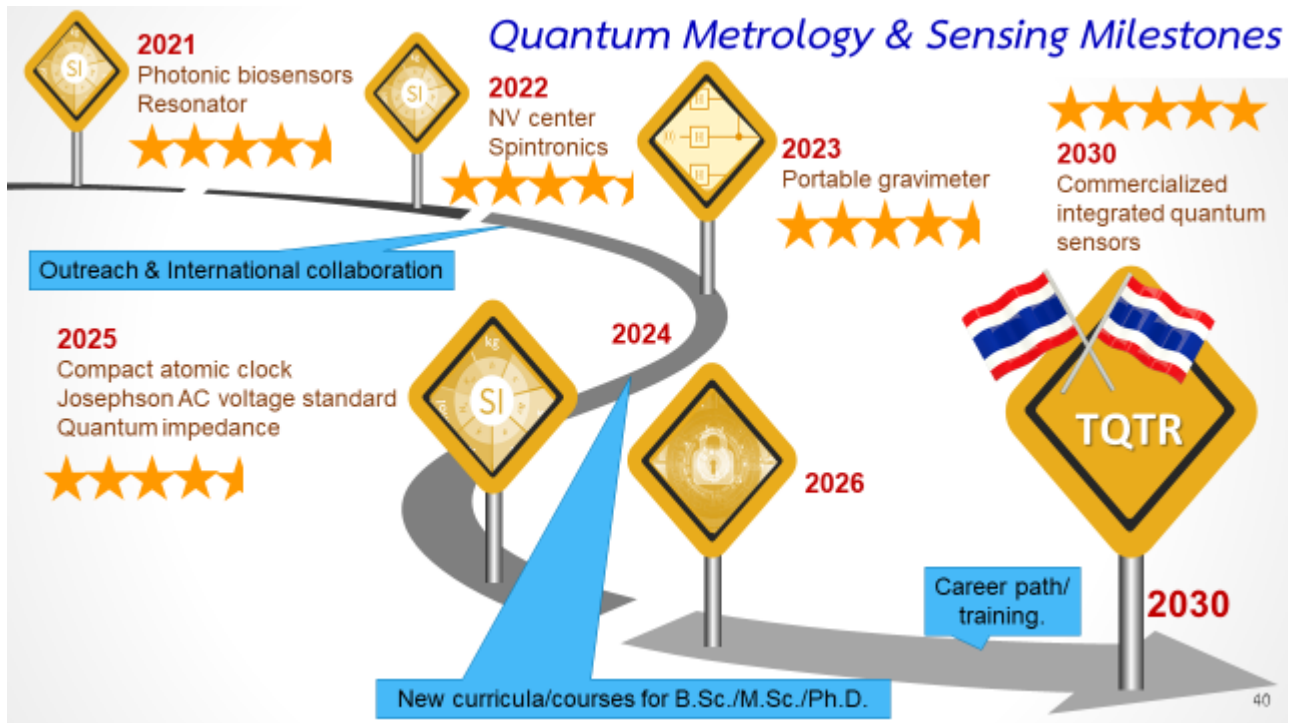 Quantum Metrology & Sensing Milestones
2021
Photonic biosensors
Resonator
SI
SI
2022
NV center
Spintronics
2023
Portable gravimeter
2030
Commercialized
integrated quantum
sensors
Outreach & International collaboration
2024
2025
Compact atomic clock
Josephson AC voltage standard
Quantum impedance
kg
SI
2026
TQTR
Career path/
training.
2030
New curricula/courses for B.Sc./M.Sc./Ph.D.
40